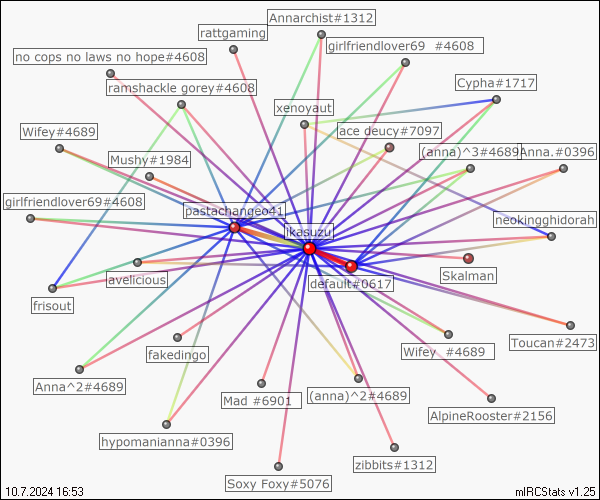 Annarchist#1312
rattgaming
girlfriendlover69 #4608
no cops no laws no hope#4608
ramshackle gorey#4608
Cypha#1717
xenoyaut
Wifey#4689
ace deucy#7097
Mushy#1984
(anna)^3#4689
Anna.#0396
girlfriendlover69#4608
pastachangeo41
neokingghidorah
ikasuzu
avelicious
default#0617
Skalman
frisout
Toucan#2473
fakedingo
Wifey #4689
Anna^2#4689
Mad #6901
(anna)^2#4689
AlpineRooster#2156
hypomanianna#0396
zibbits#1312
Soxy Foxy#5076
10.7.2024 16:53
mIRCStats v1.25